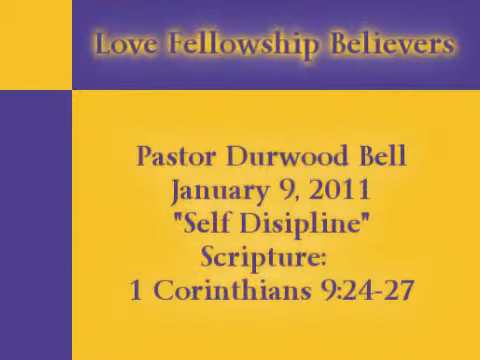 Love Fellowship Believers
Pastor Durwood Bell
January 9, 2011
"Self Disipline"
Scripture:
1 Corinthians 9:24-27